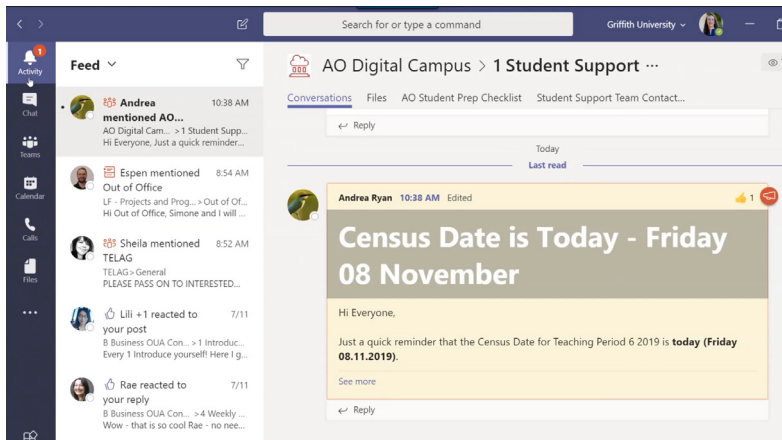 Search for or type a command
Griffith University
1
Activity
Chat
Teams
Calendar
Calls
Files
Feed
Andrea 10:38 AM
mentioned AO...
AO Digital Cam... > 1 Student Supp...
Hi Everyone, Just a quick reminder...
Espen mentioned 8:54 AM
Out of Office
LF - Projects and Prog... > Out of Of...
Hi Out of Office, Simone and I will ...
Sheila mentioned 8:52 AM
TELAG
TELAG > General
PLEASE PASS ON TO INTERESTED...
Lili +1 reacted to 7/11
your post
B Business OUA Con... > 1 Introduc...
Every 1 Introduce yourself! Here I g...
Rae reacted to 7/11
your reply
B Business OUA Con... > 4 Weekly ...
Wow - that is so cool Rae - no nee...
AO Digital Campus > 1 Student Support ...
Conversations Files AO Student Prep Checklist Student Support Team Contact...
Reply
Today
Last read
Andrea Ryan 10:38 AM Edited 1
Census Date is Today - Friday
08 November
Hi Everyone,
Just a quick reminder that the Census Date for Teaching Period 6 2019 is today (Friday
08.11.2019).
See more
Reply